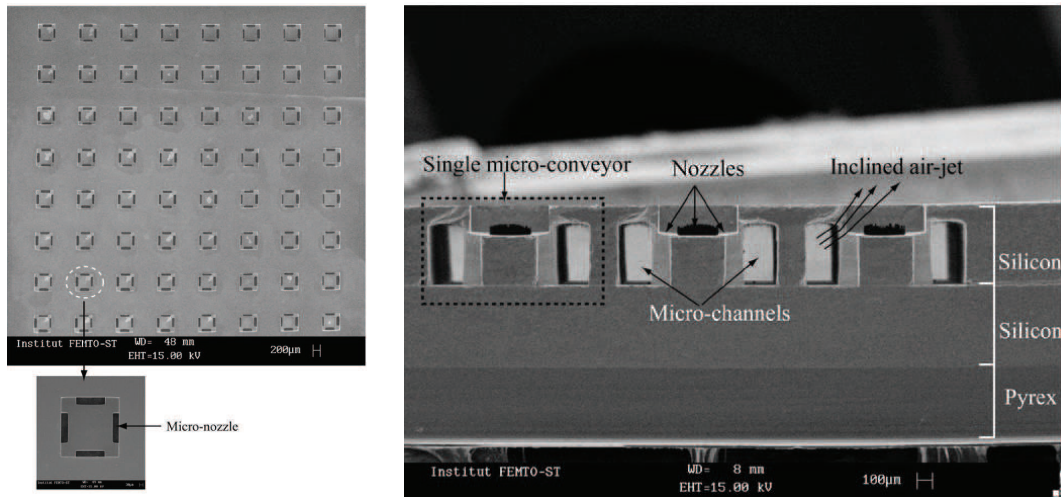 Institut FEMTO-ST
WD= 48 mm
EHT=15.00 kV
200µm
Micro-nozzle
Single micro-conveyor
Nozzles
Inclined air-jet
Micro-channels
Silicon
Silicon
Pyrex
Institut FEMTO-ST
WD= 8 mm
EHT=15.00 kV
100µm